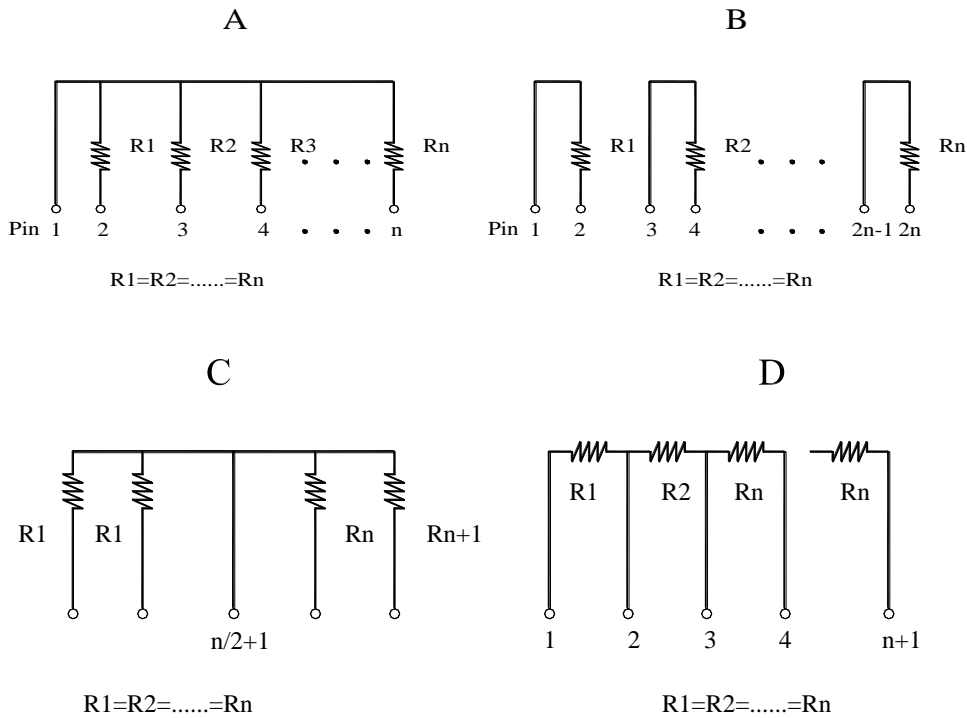 A
B
R1 R2 R3 . . . Rn
R1 R2 . . . Rn
Pin 1 2 3 4 . . . n
Pin 1 2 3 4 . . . 2n-1 2n
R1=R2=......=Rn
R1=R2=......=Rn
C
D
R1 R1 Rn Rn+1
R1 R2 Rn Rn
n/2+1
1 2 3 4 n+1
R1=R2=......=Rn
R1=R2=......=Rn